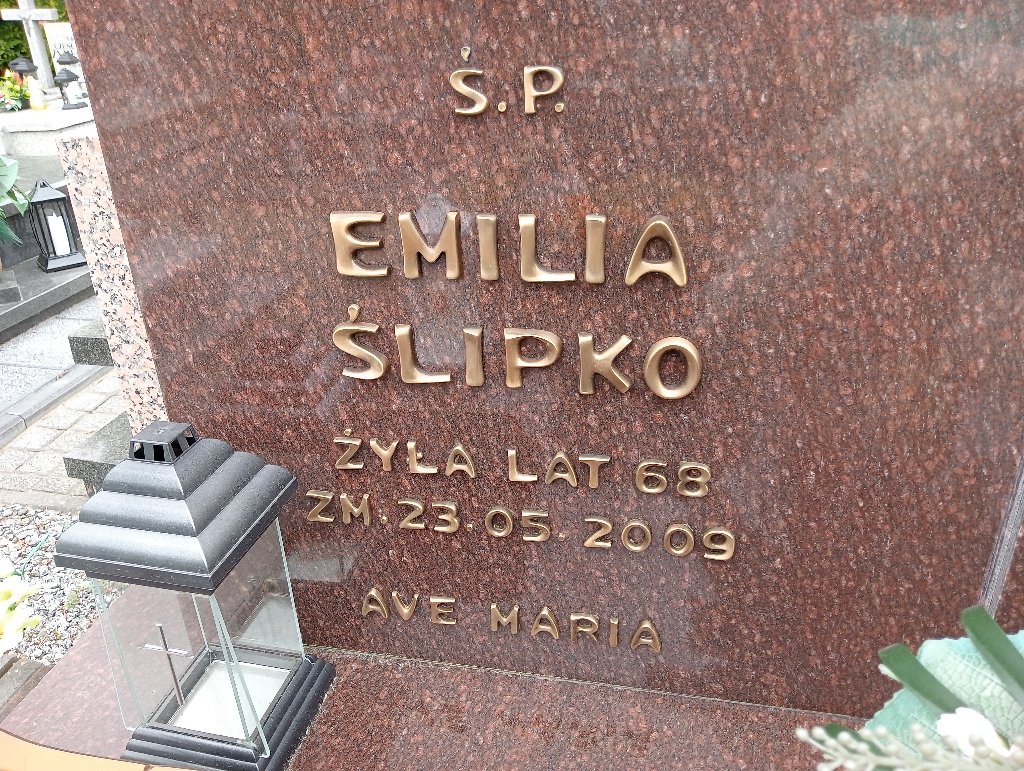 Ś.P.
EMILIA
ŚLIPKO
ŻYŁA LAT 68
ZM. 23.05.2009
AVE MARIA